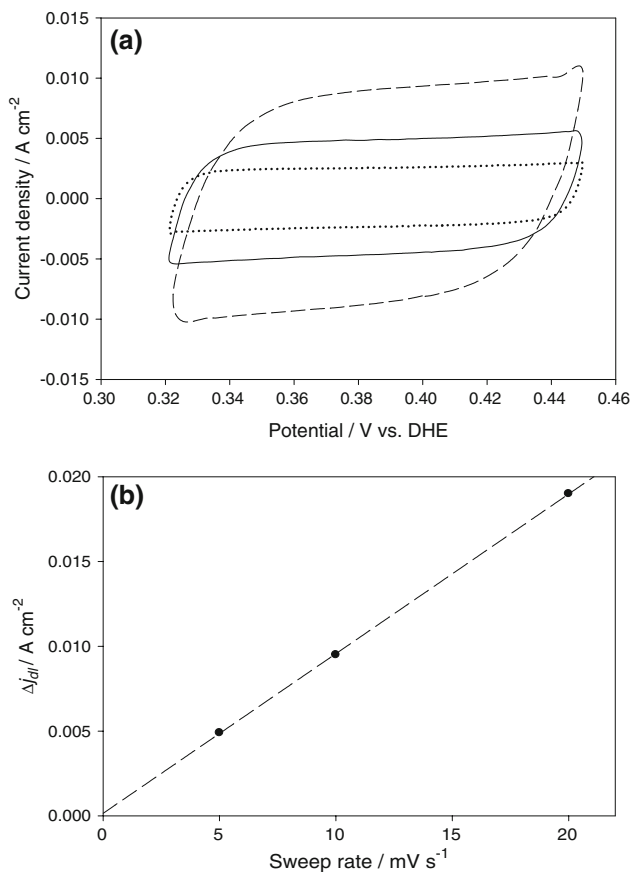 (a)
0.015
0.010
0.005
0.000
-0.005
-0.010
-0.015
Current density / A cm⁻²
0.30 0.32 0.34 0.36 0.38 0.40 0.42 0.44 0.46
Potential / V vs. DHE
(b)
0.020
0.015
0.010
0.005
0.000
Δj_dl / A cm⁻²
0 5 10 15 20
Sweep rate / mV s⁻¹